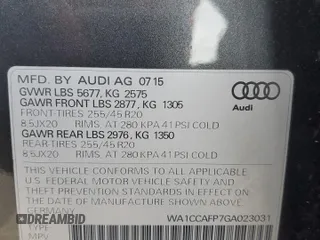 MFD. BY AUDI AG 07/15
GVWR LBS 5677, KG 2575
GAWR FRONT LBS 2877, KG 1305
FRONT-TIRES 255/45 R20
8.5JX20 RIMS AT 280 KPA 41 PSI COLD
GAWR REAR LBS 2976, KG 1350
REAR-TIRES 255/45 R20
8.5JX20 RIMS AT 280 KPA 41 PSI COLD
Audi
THIS VEHICLE CONFORMS TO ALL APPLICABLE
U.S. FEDERAL MOTOR VEHICLE SAFETY AND
THEFT PREVENTION STANDARDS IN EFFECT ON
THE DATE OF MANUFACTURE SHOWN ABOVE.
WA1CCAFP7GA023031
TYPE:
MPV
© ERADIBID.COM